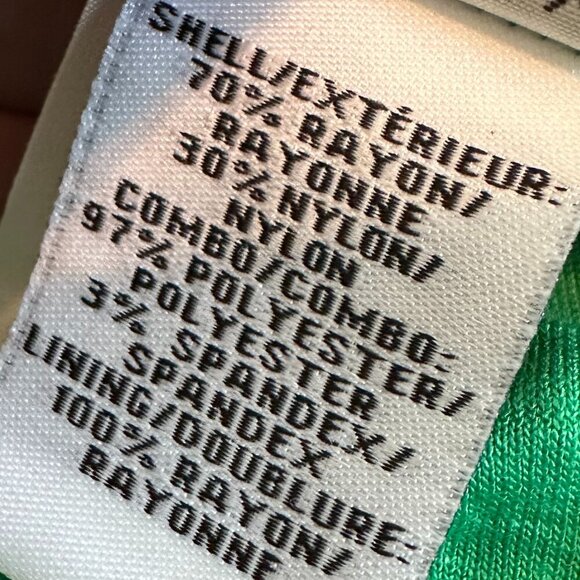 SHELL/EXTÉRIEUR:
70% RAYON/
RAYONNE
30% NYLON/
NYLON
COMBO/COMBO:
97% POLYESTER/
POLYESTER
3% SPANDEX/
SPANDEX
LINING/DOUBLURE:
100% RAYON/
RAYONNE